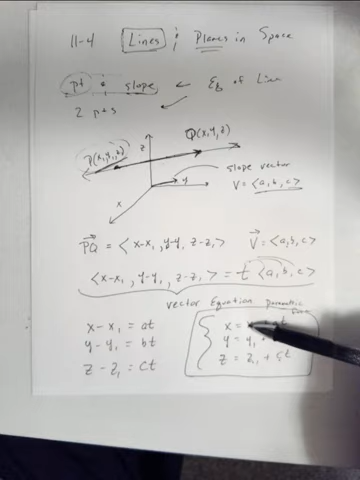 11-4 Lines & Planes in Space
pt & slope ← Eq of Line
2 pts
P(x₁,y₁,z₁) Q(x,y,z)
z
y
x
slope vector
V = <a,b,c>
PQ = <x-x₁, y-y₁, z-z₁> V = <a,b,c>
<x-x₁, y-y₁, z-z₁> = t<a,b,c>
vector Equation parametric
form
x-x₁ = at
y-y₁ = bt
z-z₁ = ct
x = t
y = y₁ +
z = z₁ + ct